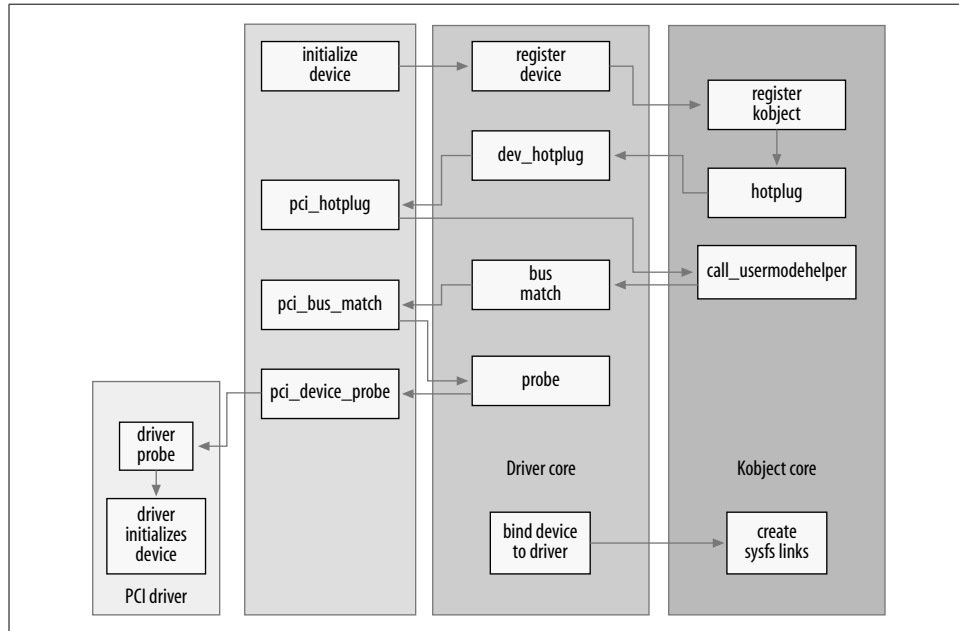 initialize
device
register
device
register
kobject
dev_hotplug
hotplug
pci_hotplug
call_usermodehelper
bus
match
pci_bus_match
probe
pci_device_probe
driver
probe
Driver core
Kobject core
driver
initializes
device
bind device
to driver
create
sysfs links
PCI driver